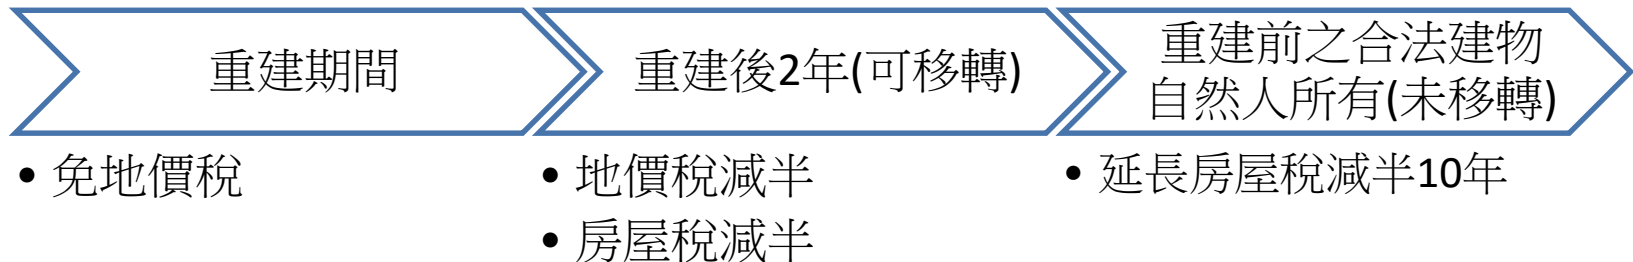 重建期間
重建後2年(可移轉)
重建前之合法建物
自然人所有(未移轉)
• 免地價稅
• 地價稅減半
• 房屋稅減半
• 延長房屋稅減半10年